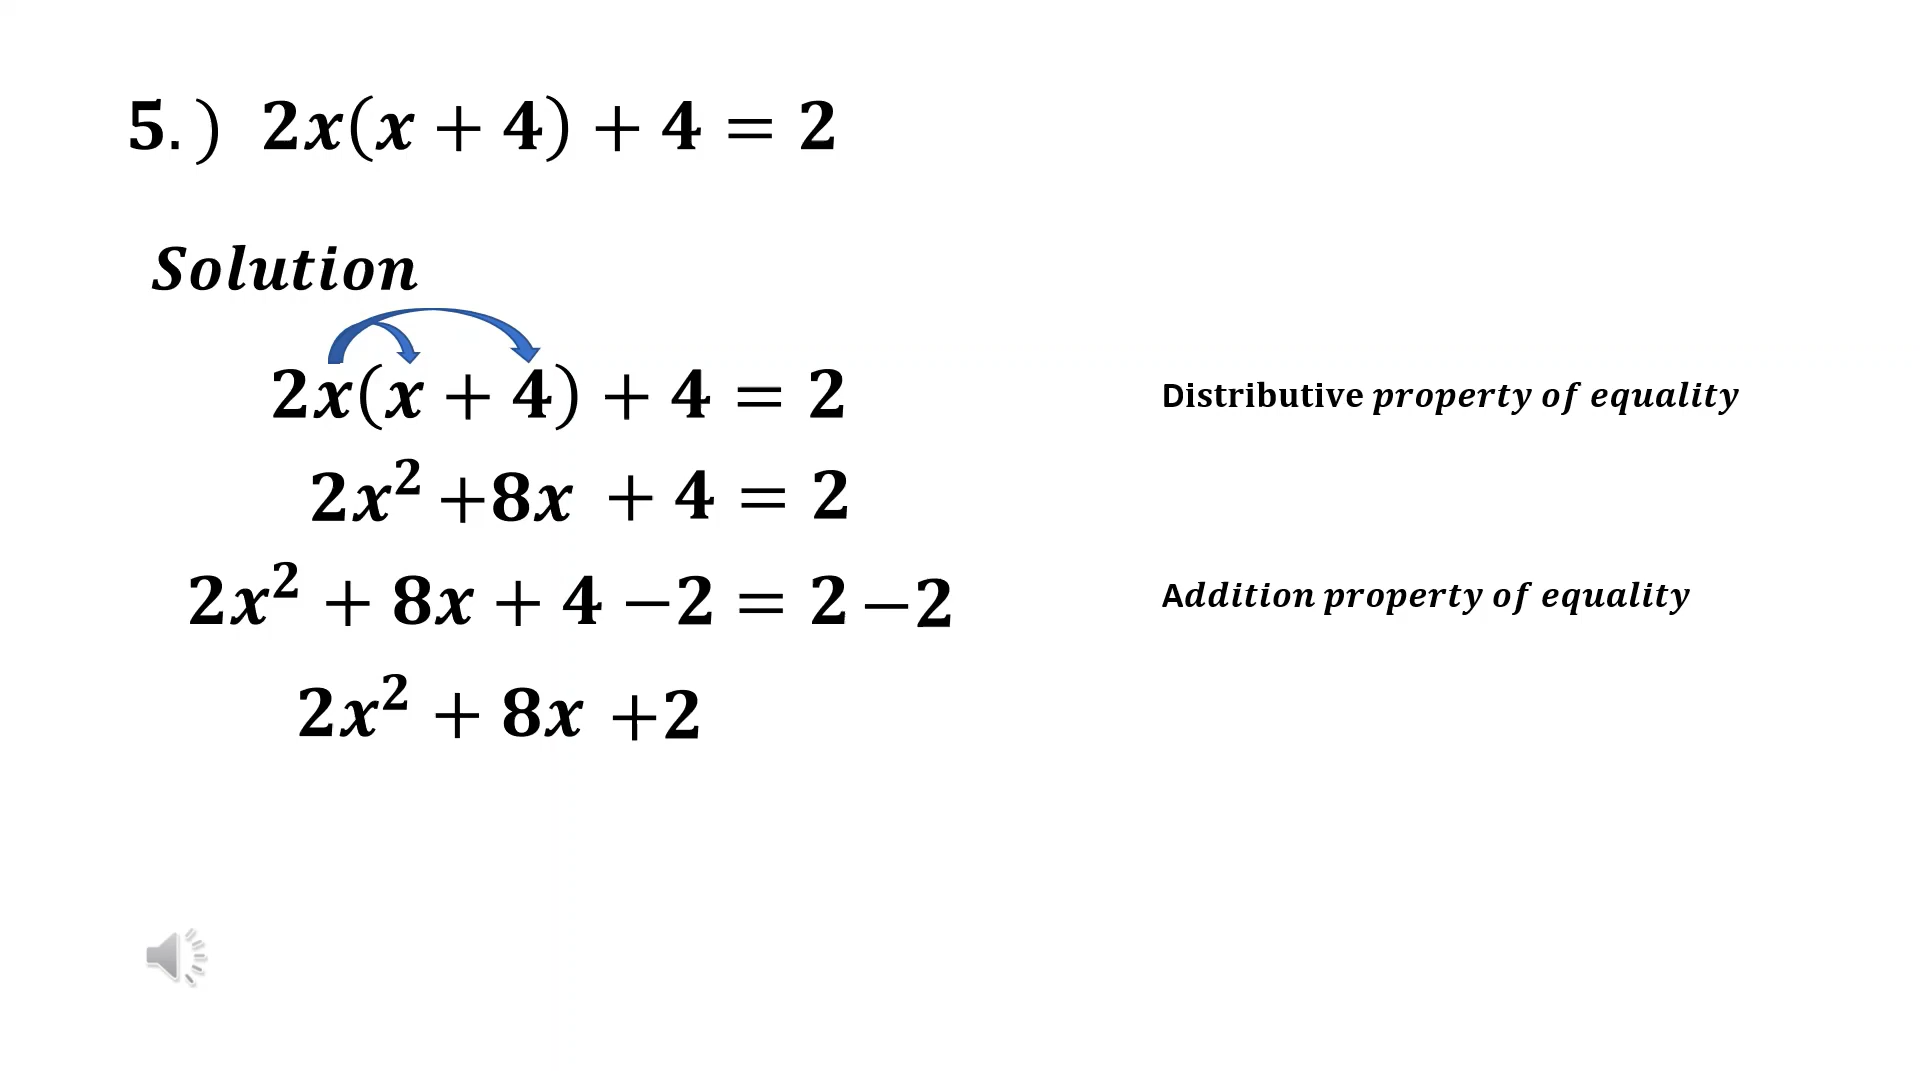 5.) 2x(x + 4) + 4 = 2
Solution
2x(x + 4) + 4 = 2 Distributive property of equality
2x² +8x + 4 = 2
2x² + 8x + 4 −2 = 2 −2 Addition property of equality
2x² + 8x +2